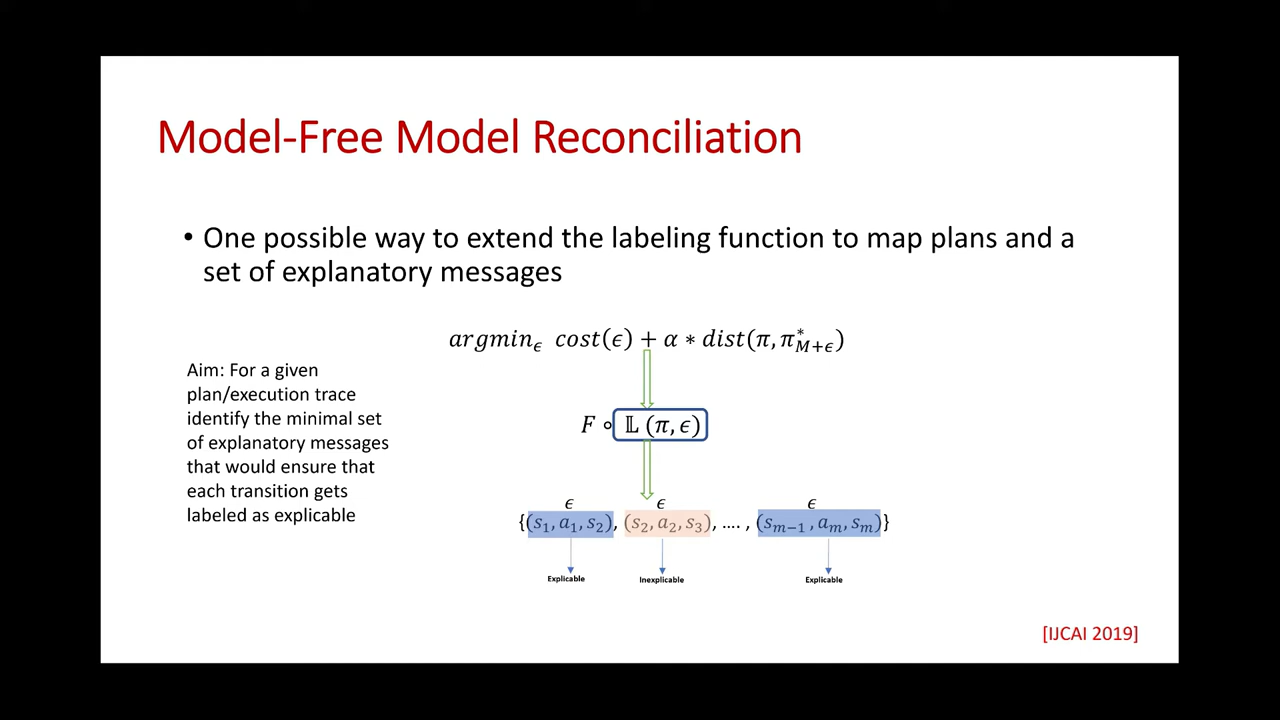 Model-Free Model Reconciliation
• One possible way to extend the labeling function to map plans and a
set of explanatory messages
argmin_ϵ cost(ϵ) + α ∗ dist(π, π*_{M+ϵ})
Aim: For a given
plan/execution trace
identify the minimal set
of explanatory messages
that would ensure that
each transition gets
labeled as explicable
F ∘ 𝕃 (π, ϵ)
ϵ ϵ ϵ
{(s₁, a₁, s₂), (s₂, a₂, s₃), …. , (s_{m−1} , a_m, s_m)}
Explicable Inexplicable Explicable
[IJCAI 2019]